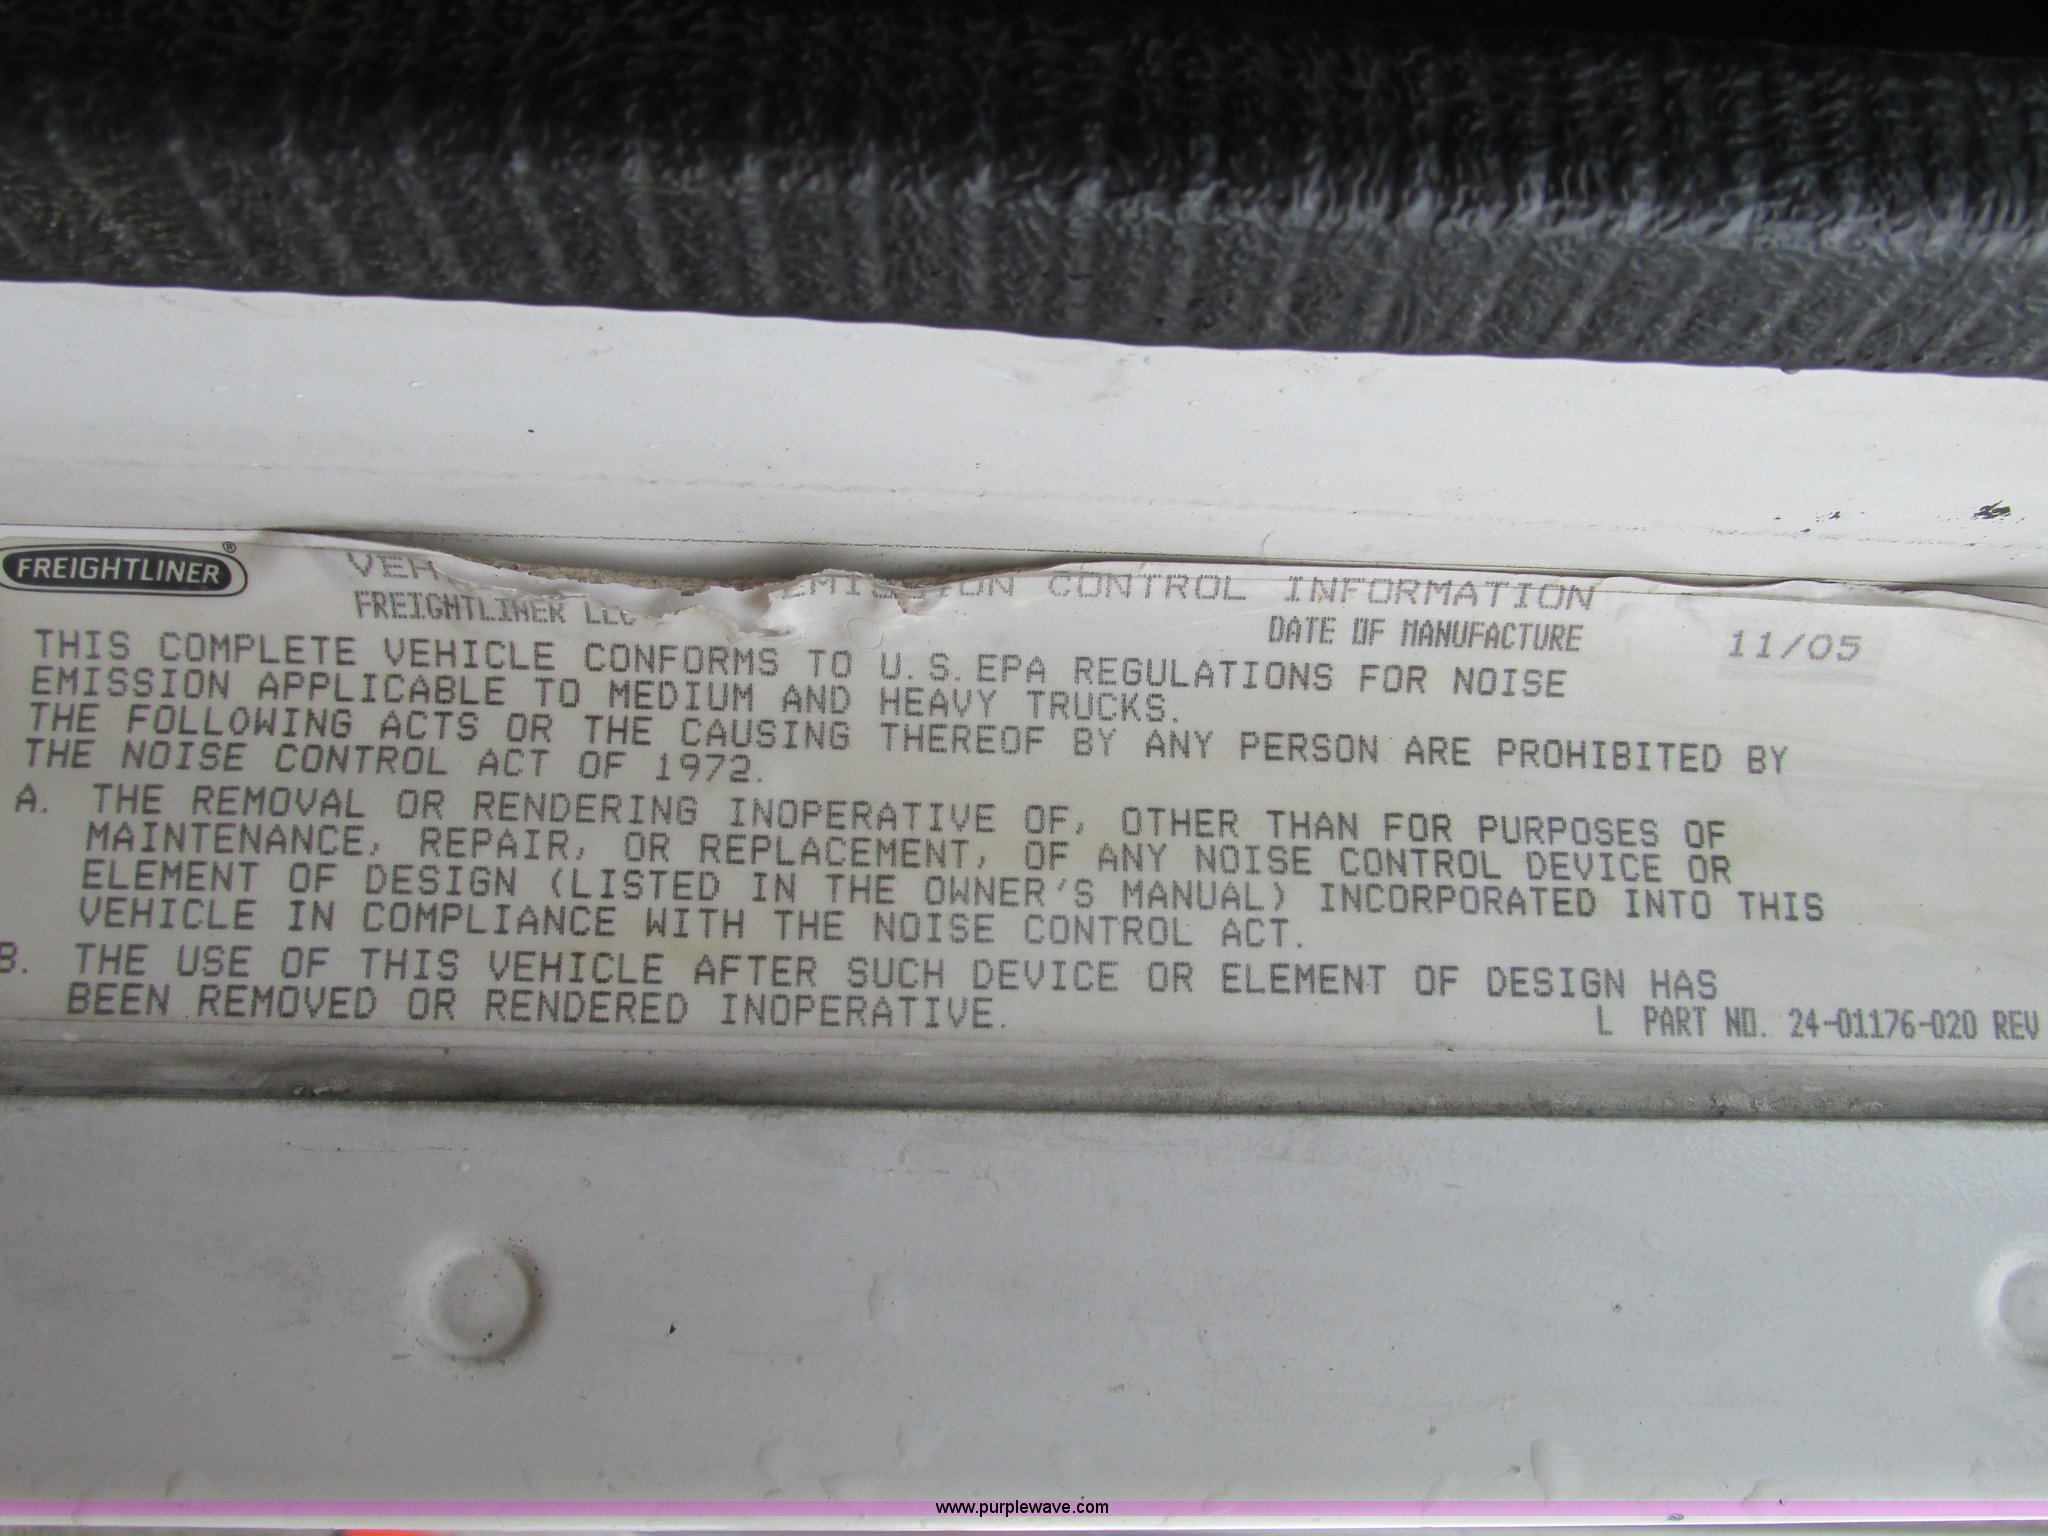 FREIGHTLINER®
EMISSION CONTROL INFORMATION
FREIGHTLINER LLC
DATE OF MANUFACTURE 11/05
THIS COMPLETE VEHICLE CONFORMS TO U.S. EPA REGULATIONS FOR NOISE
EMISSION APPLICABLE TO MEDIUM AND HEAVY TRUCKS.
THE FOLLOWING ACTS OR THE CAUSING THEREOF BY ANY PERSON ARE PROHIBITED BY
THE NOISE CONTROL ACT OF 1972.
A. THE REMOVAL OR RENDERING INOPERATIVE OF, OTHER THAN FOR PURPOSES OF
MAINTENANCE, REPAIR, OR REPLACEMENT, OF ANY NOISE CONTROL DEVICE OR
ELEMENT OF DESIGN (LISTED IN THE OWNER'S MANUAL) INCORPORATED INTO THIS
VEHICLE IN COMPLIANCE WITH THE NOISE CONTROL ACT.
B. THE USE OF THIS VEHICLE AFTER SUCH DEVICE OR ELEMENT OF DESIGN HAS
BEEN REMOVED OR RENDERED INOPERATIVE.
L PART NO. 24-01176-020 REV
www.purplewave.com